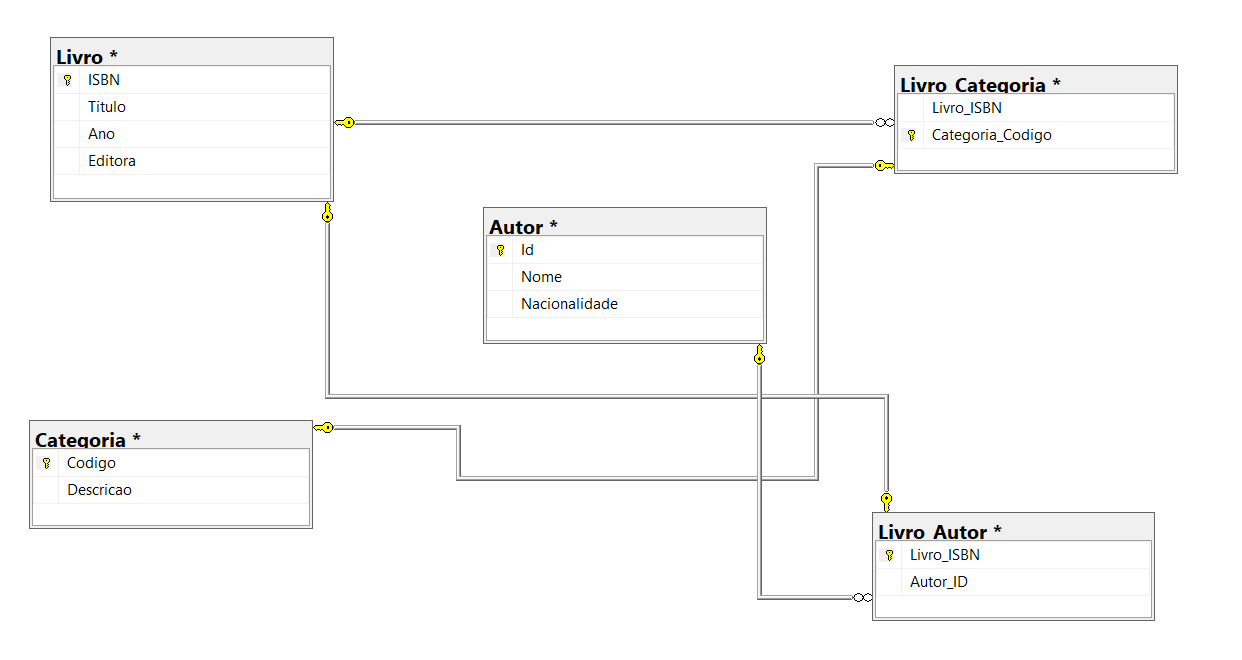 Livro *
ISBN
Titulo
Ano
Editora
Livro_Categoria *
Livro_ISBN
Categoria_Codigo
Autor *
Id
Nome
Nacionalidade
Categoria *
Codigo
Descricao
Livro_Autor *
Livro_ISBN
Autor_ID